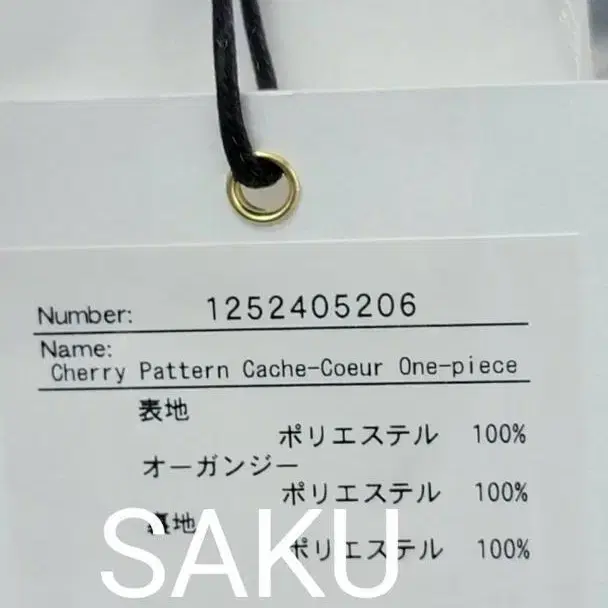 Number: 1252405206
Name:
Cherry Pattern Cache-Coeur One-piece
表地
ポリエステル 100%
オーガンジー
ポリエステル 100%
裏地
ポリエステル 100%
SAKU